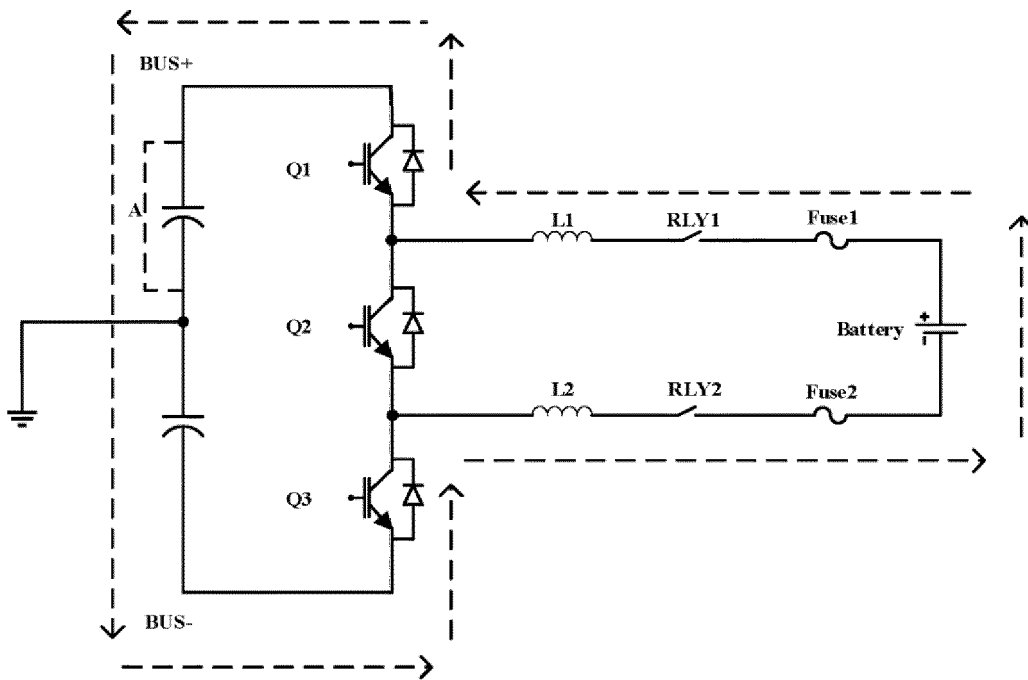 BUS+
Q1
A
L1 RLY1 Fuse1
Q2
+
Battery
-
L2 RLY2 Fuse2
Q3
BUS-